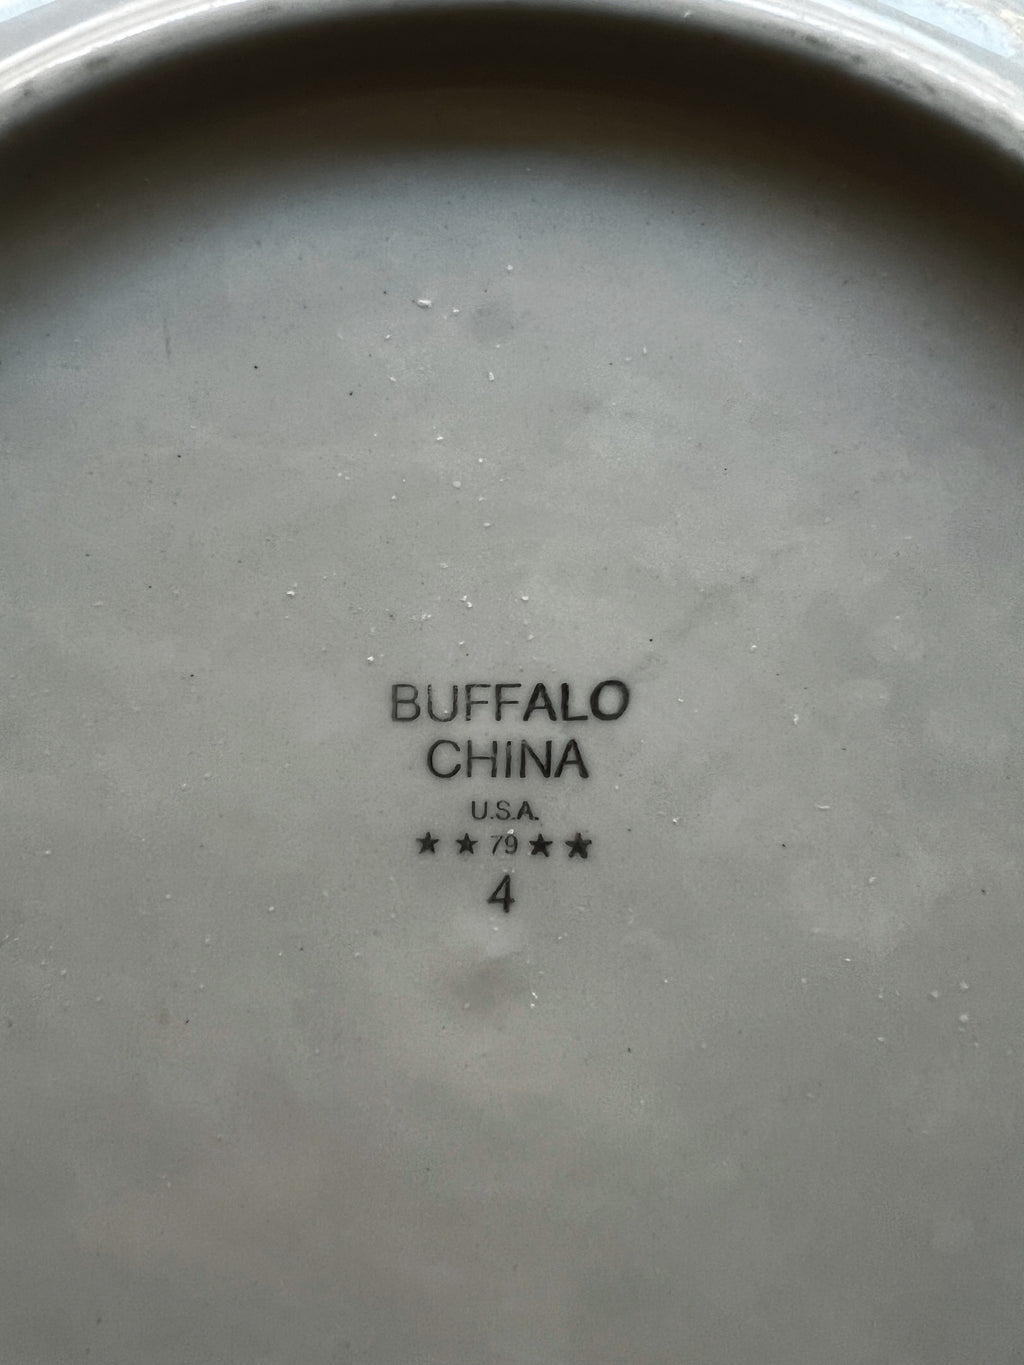 BUFFALO
CHINA
U.S.A.
★ ★ 79 ★ ★
4